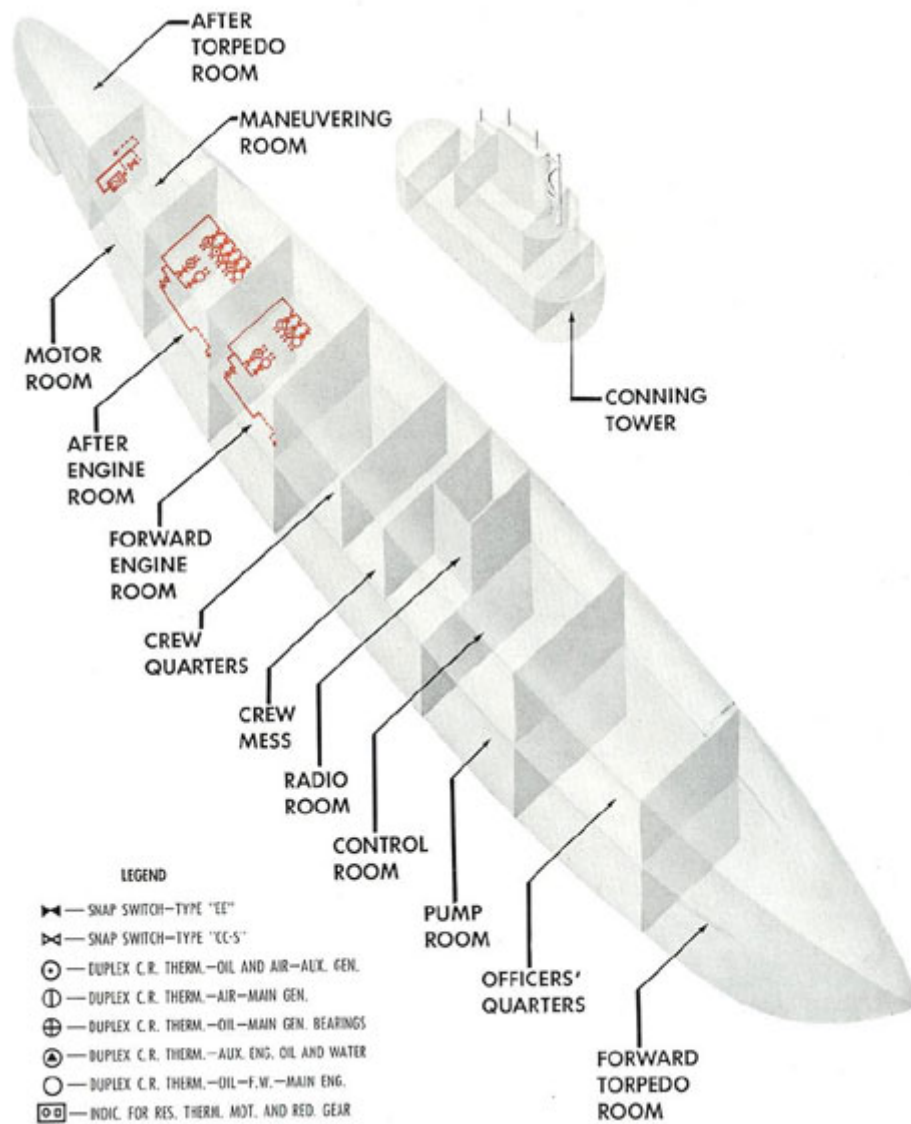 AFTER
TORPEDO
ROOM
MANEUVERING
ROOM
MOTOR
ROOM
CONNING
TOWER
AFTER
ENGINE
ROOM
FORWARD
ENGINE
ROOM
CREW
QUARTERS
CREW
MESS
RADIO
ROOM
CONTROL
ROOM
PUMP
ROOM
OFFICERS'
QUARTERS
FORWARD
TORPEDO
ROOM
LEGEND
— SNAP SWITCH—TYPE "EE"
— SNAP SWITCH—TYPE "CC-S"
— DUPLEX C.R. THERM.—OIL AND AIR—AUX. GEN.
— DUPLEX C.R. THERM.—AIR—MAIN GEN.
— DUPLEX C.R. THERM.—OIL—MAIN GEN. BEARINGS
— DUPLEX C.R. THERM.—AUX. ENG. OIL AND WATER
— DUPLEX C.R. THERM.—OIL—F.W.—MAIN ENG.
— INDIC. FOR RES. THERM. MOT. AND RED. GEAR